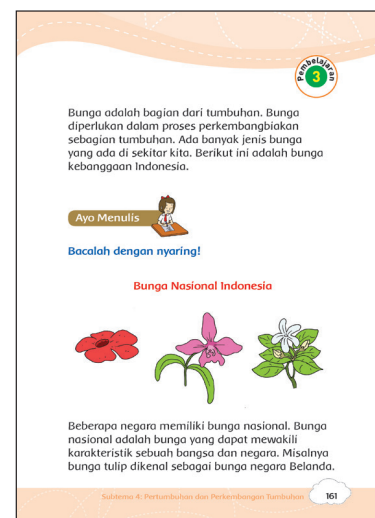 Pembelajaran
3
Bunga adalah bagian dari tumbuhan. Bunga
diperlukan dalam proses perkembangbiakan
sebagian tumbuhan. Ada banyak jenis bunga
yang ada di sekitar kita. Berikut ini adalah bunga
kebanggaan Indonesia.
Ayo Menulis
Bacalah dengan nyaring!
Bunga Nasional Indonesia
Beberapa negara memiliki bunga nasional. Bunga
nasional adalah bunga yang dapat mewakili
karakteristik sebuah bangsa dan negara. Misalnya
bunga tulip dikenal sebagai bunga negara Belanda.
Subtema 4: Pertumbuhan dan Perkembangan Tumbuhan
161